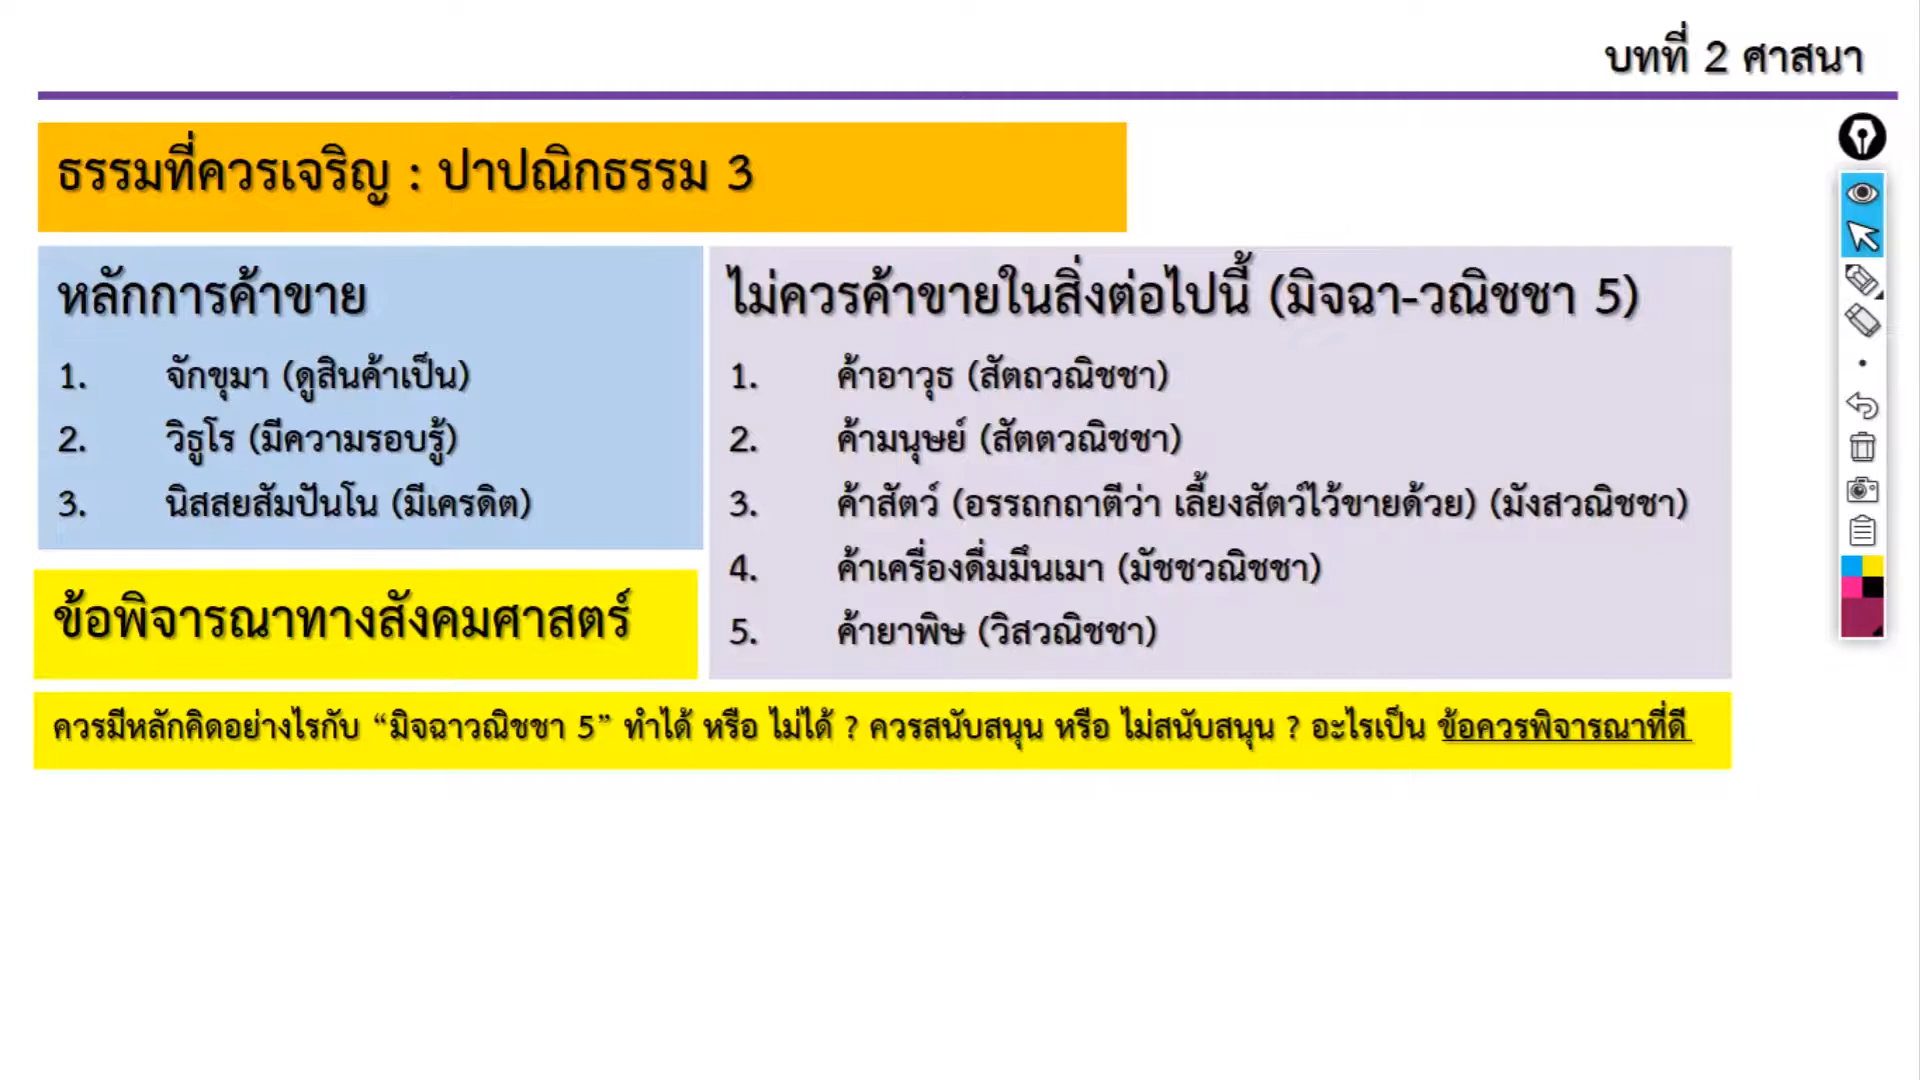 บทที่ 2 ศาสนา
ธรรมที่ควรเจริญ : ปาปณิกธรรม 3
หลักการค้าขาย
1. จักขุมา (ดูสินค้าเป็น)
2. วิธูโร (มีความรอบรู้)
3. นิสสยสัมปันโน (มีเครดิต)
ไม่ควรค้าขายในสิ่งต่อไปนี้ (มิจฉา-วณิชชา 5)
1. ค้าอาวุธ (สัตถวณิชชา)
2. ค้ามนุษย์ (สัตตวณิชชา)
3. ค้าสัตว์ (อรรถกถาตีว่า เลี้ยงสัตว์ไว้ขายด้วย) (มังสวณิชชา)
4. ค้าเครื่องดื่มมึนเมา (มัชชวณิชชา)
5. ค้ายาพิษ (วิสวณิชชา)
ข้อพิจารณาทางสังคมศาสตร์
ควรมีหลักคิดอย่างไรกับ “มิจฉาวณิชชา 5” ทำได้ หรือ ไม่ได้ ? ควรสนับสนุน หรือ ไม่สนับสนุน ? อะไรเป็น ข้อควรพิจารณาที่ดี